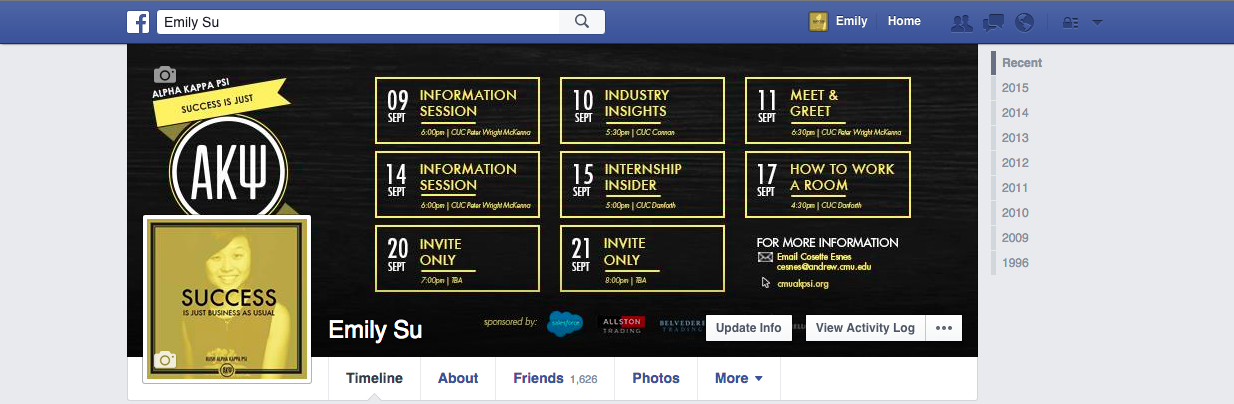 Emily Su
Emily
Home
ALPHA KAPPA PSI
SUCCESS IS JUST
ΑΚΨ
09
SEPT
INFORMATION
SESSION
6:00pm | CUC Peter Wright McKenna
10
SEPT
INDUSTRY
INSIGHTS
5:30pm | CUC Connan
11
SEPT
MEET &
GREET
6:30pm | CUC Peter Wright McKenna
14
SEPT
INFORMATION
SESSION
6:00pm | CUC Peter Wright McKenna
15
SEPT
INTERNSHIP
INSIDER
5:00pm | CUC Danforth
17
SEPT
HOW TO WORK
A ROOM
4:30pm | CUC Danforth
20
SEPT
INVITE
ONLY
7:00pm | TBA
21
SEPT
INVITE
ONLY
8:00pm | TBA
FOR MORE INFORMATION
Email Cosette Esnes
cesnes@andrew.cmu.edu
cmuakpsi.org
SUCCESS
IS JUST BUSINESS AS USUAL
RUSH ALPHA KAPPA PSI
ΑΚΨ
Emily Su
sponsored by:
salesforce
ALLSTON
TRADING
BELVEDERE
TRADING
Update Info
View Activity Log
Timeline
About
Friends 1,626
Photos
More
Recent
2015
2014
2013
2012
2011
2010
2009
1996